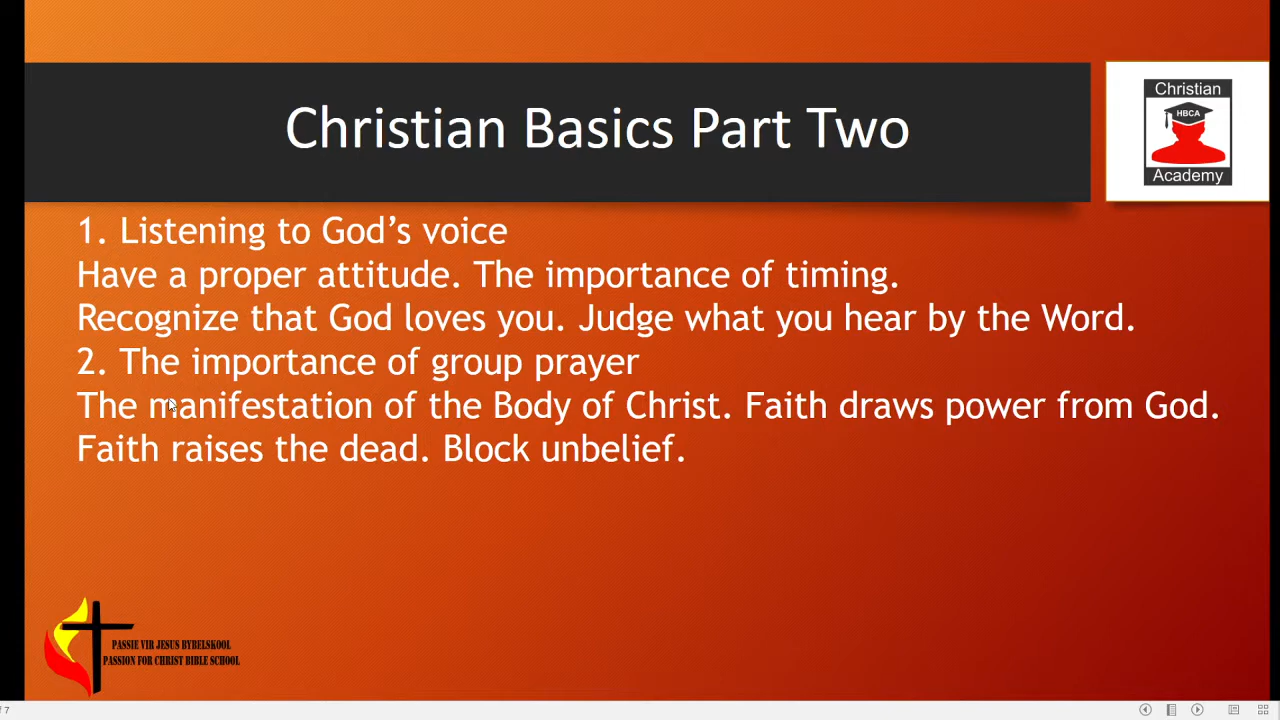 Christian Basics Part Two
Christian
HBCA
Academy
1. Listening to God’s voice
Have a proper attitude. The importance of timing.
Recognize that God loves you. Judge what you hear by the Word.
2. The importance of group prayer
The manifestation of the Body of Christ. Faith draws power from God.
Faith raises the dead. Block unbelief.
PASSIE VIR JESUS BYBELSKOOL
PASSION FOR CHRIST BIBLE SCHOOL
of 7